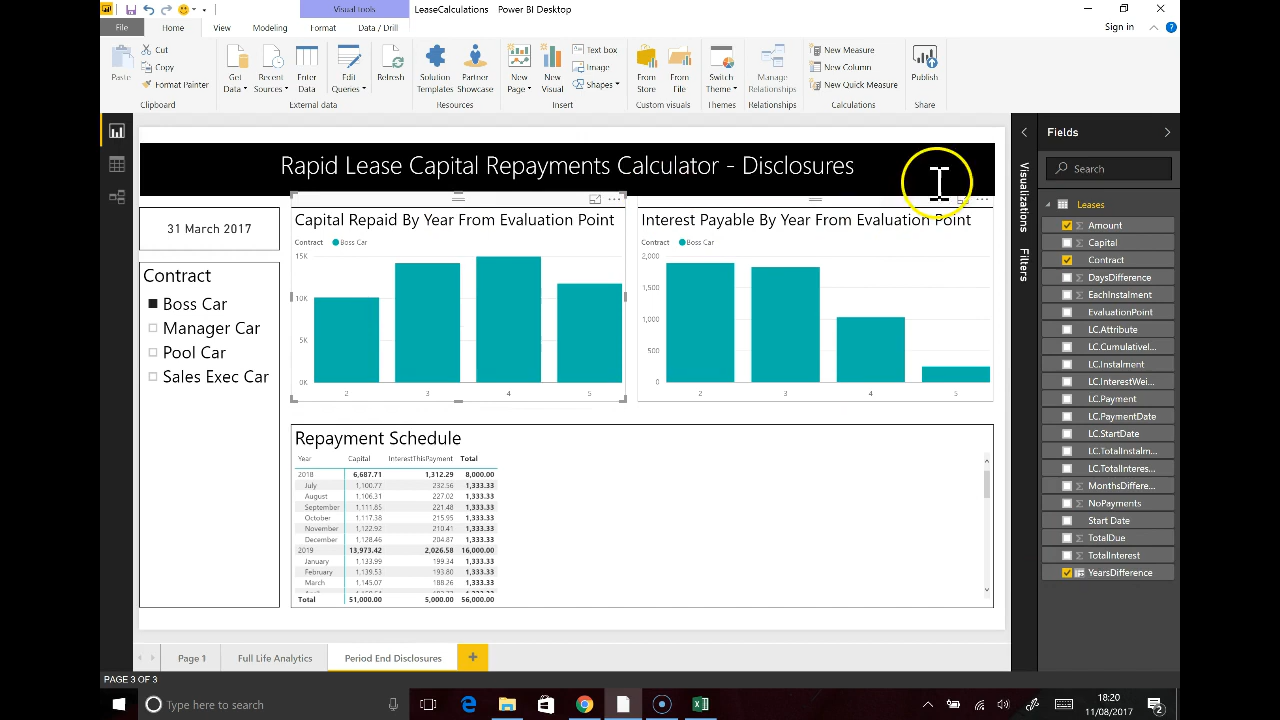 Visual tools
LeaseCalculations - Power BI Desktop
File
Home
View
Modeling
Format
Data / Drill
Sign in
Paste
Cut
Copy
Format Painter
Clipboard
Get Data
Recent Sources
Enter Data
Edit Queries
External data
Refresh
Solution Templates
Partner Showcase
Resources
New Page
New Visual
Text box
Image
Shapes
Insert
From Store
From File
Custom visuals
Switch Theme
Themes
Manage Relationships
Relationships
New Measure
New Column
New Quick Measure
Calculations
Publish
Share
Rapid Lease Capital Repayments Calculator - Disclosures
31 March 2017
Contract
Boss Car
Manager Car
Pool Car
Sales Exec Car
Capital Repaid By Year From Evaluation Point
Contract Boss Car
15K
10K
5K
0K
2 3 4 5
Interest Payable By Year From Evaluation Point
Contract Boss Car
2,000
1,500
1,000
500
0
2 3 4 5
Repayment Schedule
Year Capital InterestThisPayment Total
2018 6,687.71 1,312.29 8,000.00
July 1,100.77 232.56 1,333.33
August 1,106.31 227.02 1,333.33
September 1,111.85 221.48 1,333.33
October 1,117.38 215.95 1,333.33
November 1,122.92 210.41 1,333.33
December 1,128.46 204.87 1,333.33
2019 13,973.42 2,026.58 16,000.00
January 1,133.99 199.34 1,333.33
February 1,139.53 193.80 1,333.33
March 1,145.07 188.26 1,333.33
Total 51,000.00 5,000.00 56,000.00
Visualizations
Filters
Fields
Search
Leases
Amount
Capital
Contract
DaysDifference
EachInstalment
EvaluationPoint
LC.Attribute
LC.Cumulativel...
LC.Instalment
LC.InterestWei...
LC.Payment
LC.PaymentDate
LC.StartDate
LC.TotalInstalm...
LC.TotalInteres...
MonthsDiffere...
NoPayments
Start Date
TotalDue
TotalInterest
YearsDifference
Page 1
Full Life Analytics
Period End Disclosures
PAGE 3 OF 3
Type here to search
18:20
11/08/2017
2